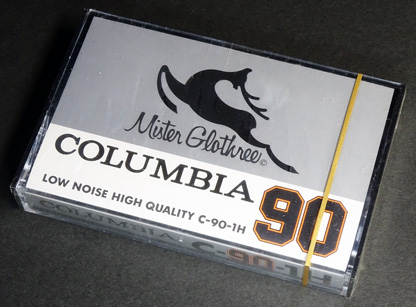 Mister Glothree ©
COLUMBIA
LOW NOISE HIGH QUALITY C-90-1H
90
COLUMBIA C-90-1H